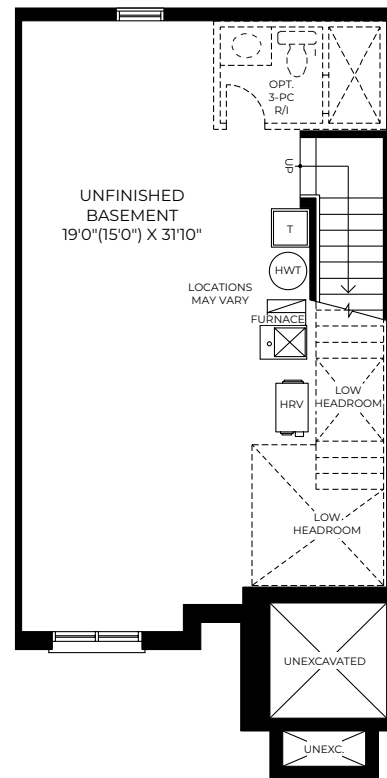 OPT.
3-PC
R/I
UP
UNFINISHED
BASEMENT
19'0"(15'0") X 31'10"
T
HWT
LOCATIONS
MAY VARY
FURNACE
HRV
LOW
HEADROOM
LOW
HEADROOM
UNEXCAVATED
UNEXC.